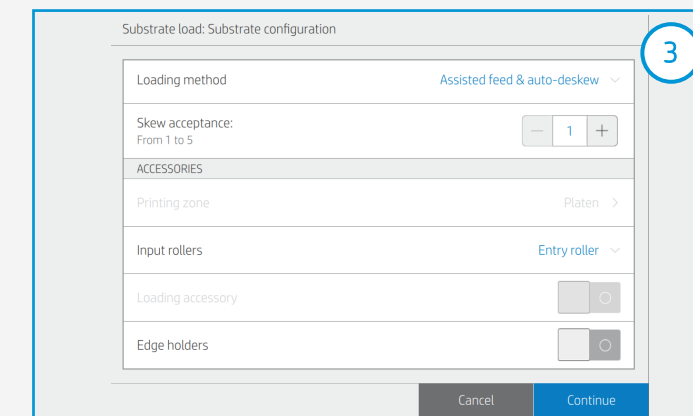 Substrate load: Substrate configuration
3
Loading method Assisted feed & auto-deskew
Skew acceptance:
From 1 to 5
− 1 +
ACCESSORIES
Printing zone Platen >
Input rollers Entry roller
Loading accessory
Edge holders
Cancel Continue